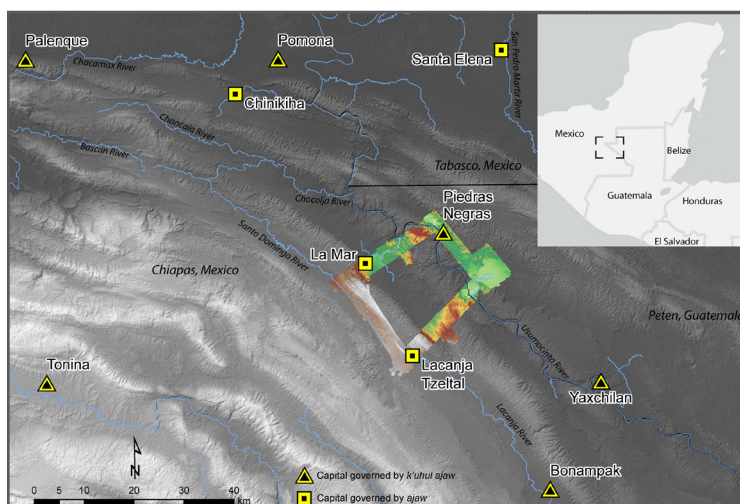 Palenque
Pomona
Santa Elena
Chacamax River
San Pedro Martir River
Chinikiha
Chancala River
Mexico
Belize
Guatemala
Honduras
El Salvador
Bascan River
Tabasco, Mexico
Chocolja River
Piedras
Negras
Santo Domingo River
La Mar
Chiapas, Mexico
Peten, Guatemala
Usumacinta River
Tonina
Lacanja
Tzeltal
Yaxchilan
Lacanja River
N
Bonampak
Capital governed by k'uhul ajaw
Capital governed by ajaw
0 5 10 20 30 40
km